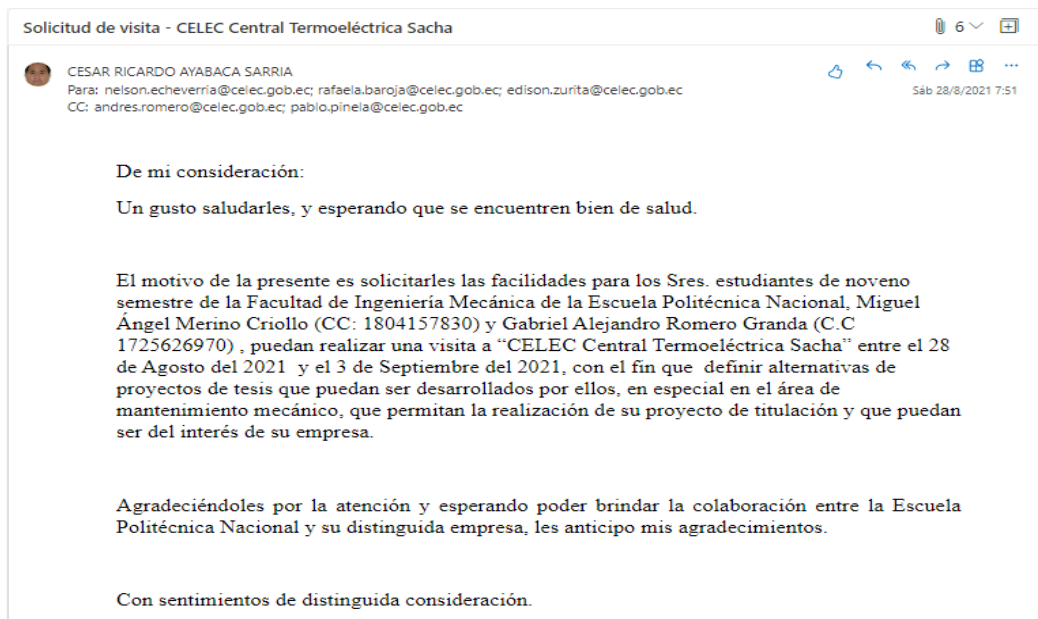 Solicitud de visita - CELEC Central Termoeléctrica Sacha
6
CESAR RICARDO AYABACA SARRIA
Para: nelson.echeverria@celec.gob.ec; rafaela.baroja@celec.gob.ec; edison.zurita@celec.gob.ec
CC: andres.romero@celec.gob.ec; pablo.pinela@celec.gob.ec
Sáb 28/8/2021 7:51
De mi consideración:
Un gusto saludarles, y esperando que se encuentren bien de salud.
El motivo de la presente es solicitarles las facilidades para los Sres. estudiantes de noveno
semestre de la Facultad de Ingeniería Mecánica de la Escuela Politécnica Nacional, Miguel
Ángel Merino Criollo (CC: 1804157830) y Gabriel Alejandro Romero Granda (C.C
1725626970) , puedan realizar una visita a “CELEC Central Termoeléctrica Sacha” entre el 28
de Agosto del 2021 y el 3 de Septiembre del 2021, con el fin que definir alternativas de
proyectos de tesis que puedan ser desarrollados por ellos, en especial en el área de
mantenimiento mecánico, que permitan la realización de su proyecto de titulación y que puedan
ser del interés de su empresa.
Agradeciéndoles por la atención y esperando poder brindar la colaboración entre la Escuela
Politécnica Nacional y su distinguida empresa, les anticipo mis agradecimientos.
Con sentimientos de distinguida consideración.